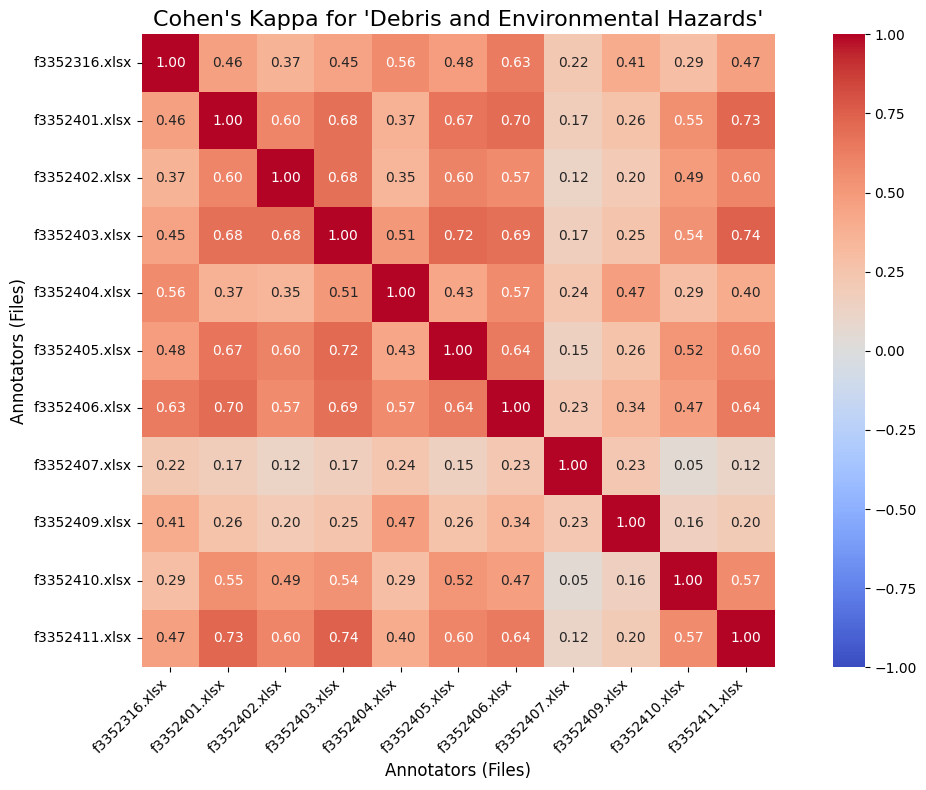 Cohen's Kappa for 'Debris and Environmental Hazards'
f3352316.xlsx 1.00 0.46 0.37 0.45 0.56 0.48 0.63 0.22 0.41 0.29 0.47
f3352401.xlsx 0.46 1.00 0.60 0.68 0.37 0.67 0.70 0.17 0.26 0.55 0.73
f3352402.xlsx 0.37 0.60 1.00 0.68 0.35 0.60 0.57 0.12 0.20 0.49 0.60
f3352403.xlsx 0.45 0.68 0.68 1.00 0.51 0.72 0.69 0.17 0.25 0.54 0.74
f3352404.xlsx 0.56 0.37 0.35 0.51 1.00 0.43 0.57 0.24 0.47 0.29 0.40
f3352405.xlsx 0.48 0.67 0.60 0.72 0.43 1.00 0.64 0.15 0.26 0.52 0.60
f3352406.xlsx 0.63 0.70 0.57 0.69 0.57 0.64 1.00 0.23 0.34 0.47 0.64
f3352407.xlsx 0.22 0.17 0.12 0.17 0.24 0.15 0.23 1.00 0.23 0.05 0.12
f3352409.xlsx 0.41 0.26 0.20 0.25 0.47 0.26 0.34 0.23 1.00 0.16 0.20
f3352410.xlsx 0.29 0.55 0.49 0.54 0.29 0.52 0.47 0.05 0.16 1.00 0.57
f3352411.xlsx 0.47 0.73 0.60 0.74 0.40 0.60 0.64 0.12 0.20 0.57 1.00
f3352316.xlsx f3352401.xlsx f3352402.xlsx f3352403.xlsx f3352404.xlsx f3352405.xlsx f3352406.xlsx f3352407.xlsx f3352409.xlsx f3352410.xlsx f3352411.xlsx
Annotators (Files)
Annotators (Files)
1.00
0.75
0.50
0.25
0.00
−0.25
−0.50
−0.75
−1.00